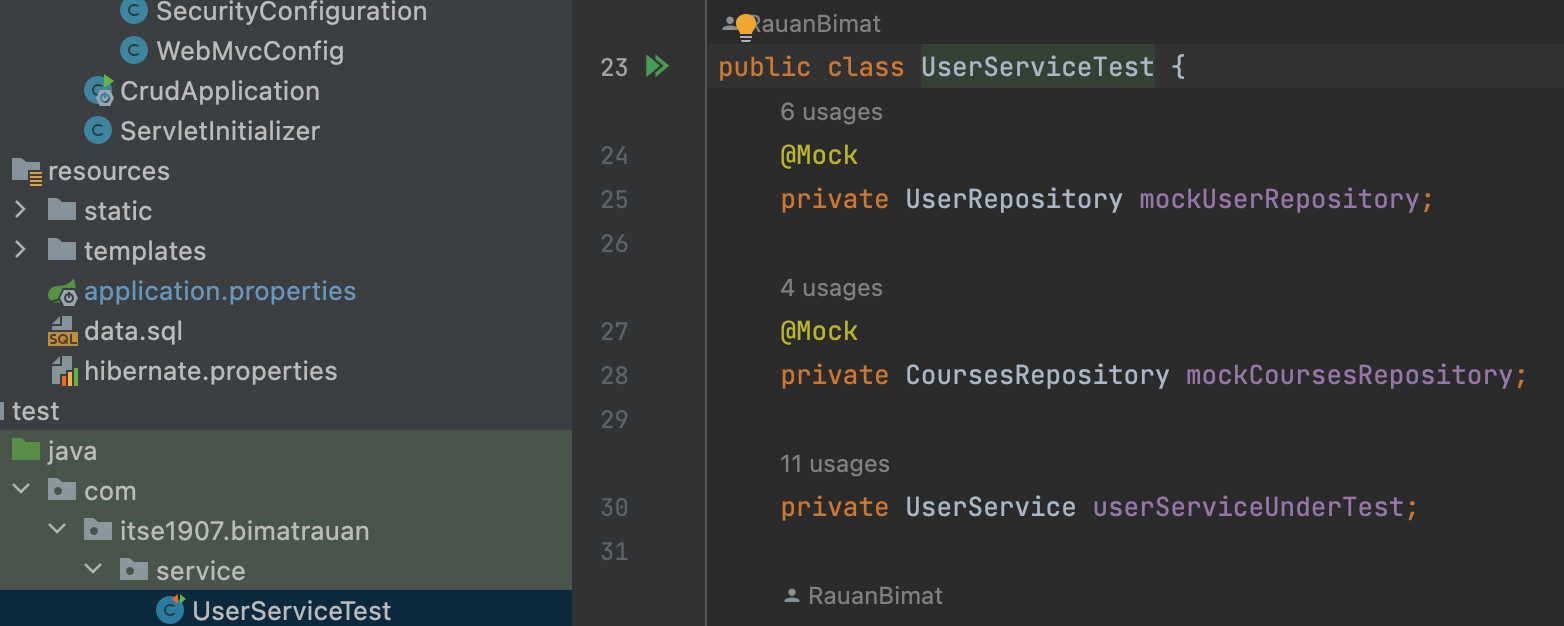 SecurityConfiguration
WebMvcConfig
CrudApplication
ServletInitializer
resources
static
templates
application.properties
SQL data.sql
hibernate.properties
test
java
com
itse1907.bimatrauan
service
UserServiceTest
RauanBimat
23 public class UserServiceTest {
6 usages
24 @Mock
25 private UserRepository mockUserRepository;
26
4 usages
27 @Mock
28 private CoursesRepository mockCoursesRepository;
29
11 usages
30 private UserService userServiceUnderTest;
31
RauanBimat